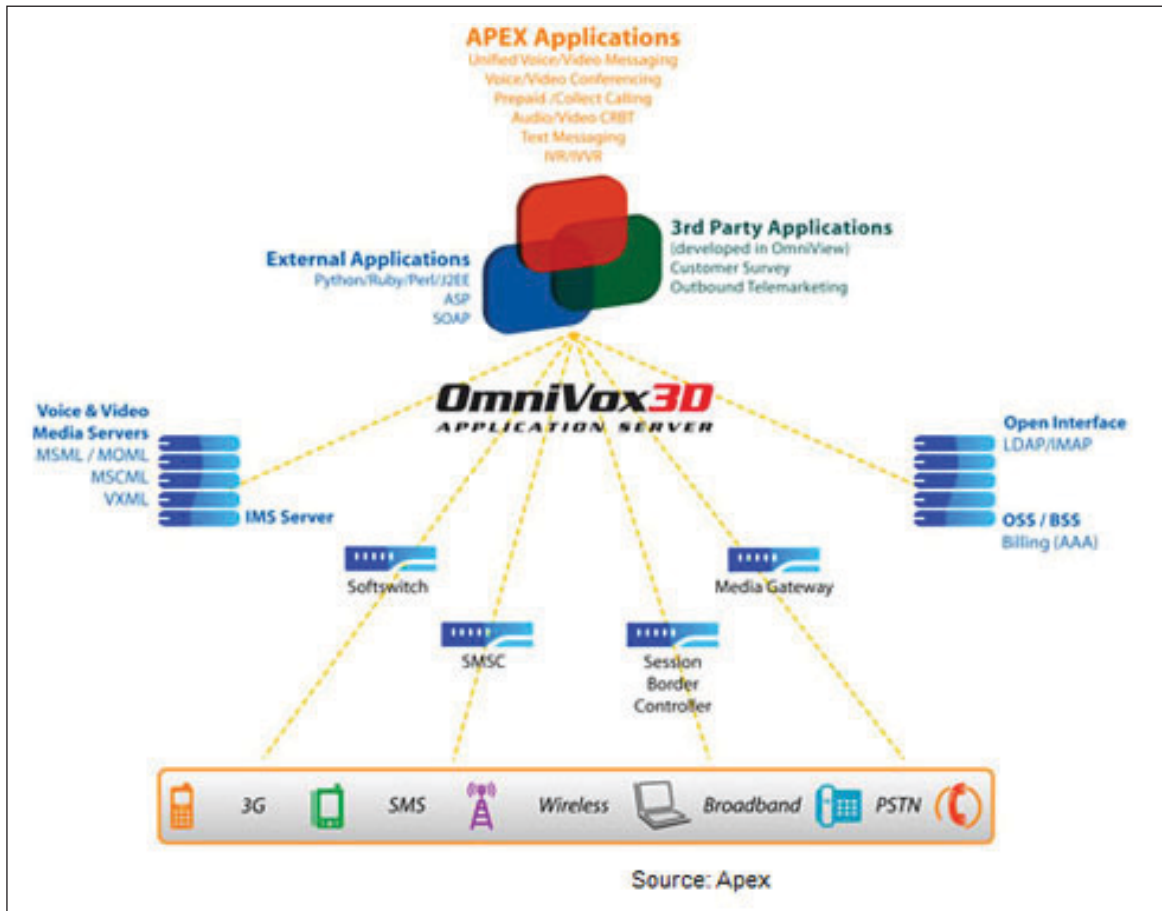 APEX Applications
Unified Voice/Video Messaging
Voice/Video Conferencing
Prepaid /Collect Calling
Audio/Video CRBT
Text Messaging
IVR/IVVR
3rd Party Applications
(developed in OmniView)
Customer Survey
Outbound Telemarketing
External Applications
Python/Ruby/Perl/J2EE
ASP
SOAP
OmniVox3D
APPLICATION SERVER
Voice & Video
Media Servers
MSML / MOML
MSCML
VXML
IMS Server
Open Interface
LDAP/IMAP
OSS / BSS
Billing (AAA)
Softswitch
Media Gateway
SMSC
Session
Border
Controller
3G SMS Wireless Broadband PSTN
Source: Apex